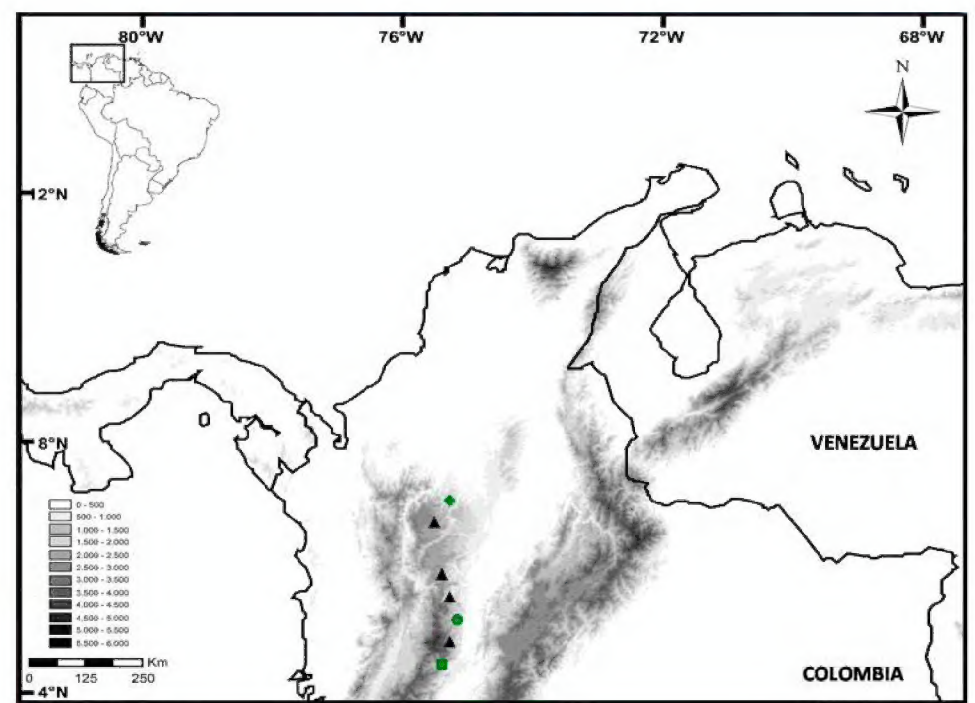 80°W 76°W 72°W 68°W
N
12°N
8°N
VENEZUELA
0 - 500
500 - 1.000
1.000 - 1.500
1.500 - 2.000
2.000 - 2.500
2.500 - 3.000
3.000 - 3.500
3.500 - 4.000
4.000 - 4.500
4.500 - 5.000
5.000 - 5.500
5.500 - 6.000
Km
0 125 250
COLOMBIA
4°N